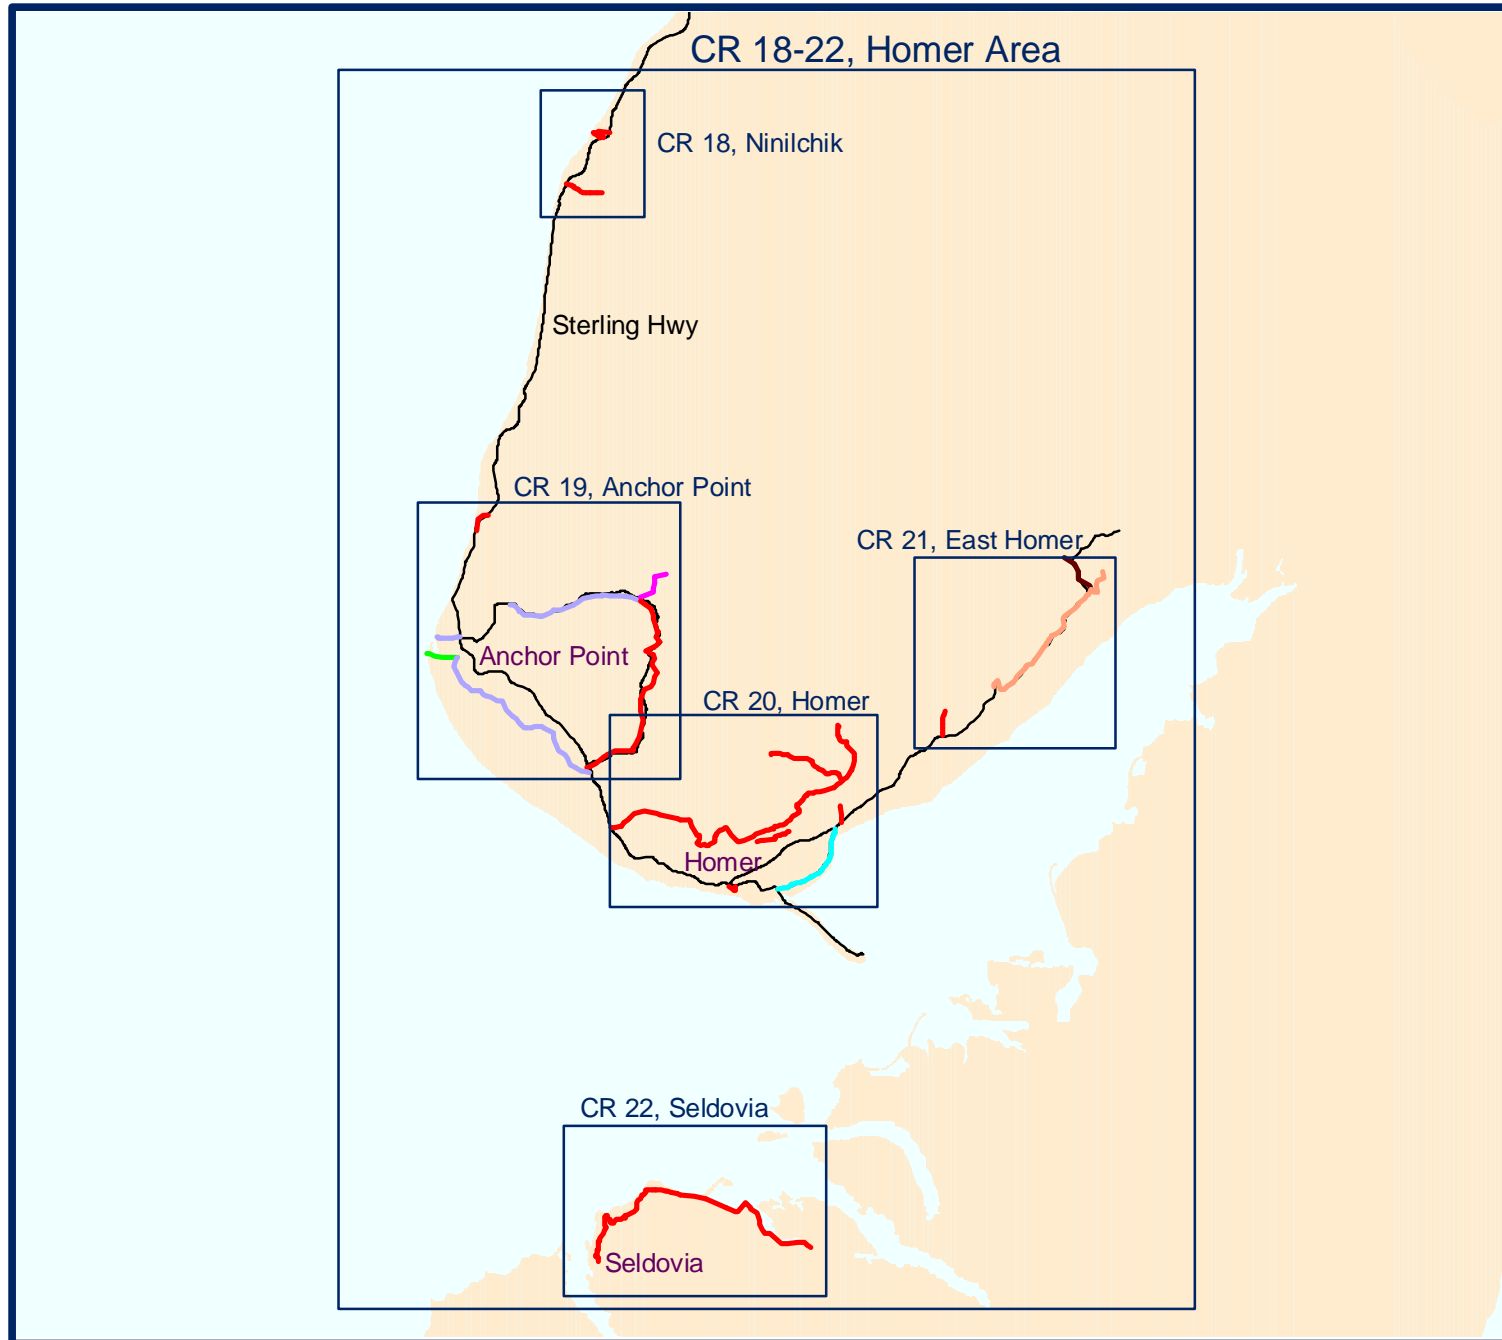 CR 18-22, Homer Area
CR 18, Ninilchik
Sterling Hwy
CR 19, Anchor Point
CR 21, East Homer
Anchor Point
CR 20, Homer
Homer
CR 22, Seldovia
Seldovia